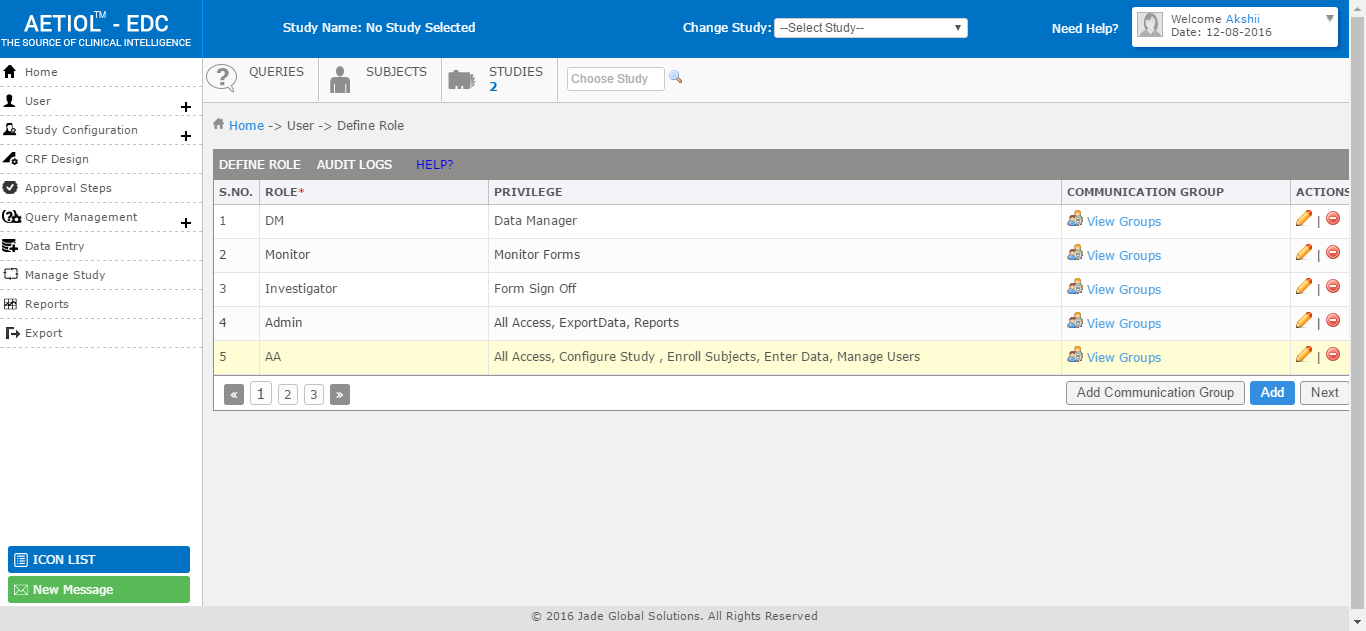 AETIOL™ - EDC
THE SOURCE OF CLINICAL INTELLIGENCE
Study Name: No Study Selected
Change Study: --Select Study--
Need Help?
Welcome Akshii
Date: 12-08-2016
Home
User
Study Configuration
CRF Design
Approval Steps
Query Management
Data Entry
Manage Study
Reports
Export
ICON LIST
New Message
QUERIES
SUBJECTS
STUDIES
2
Choose Study
Home -> User -> Define Role
DEFINE ROLE AUDIT LOGS HELP?
S.NO. ROLE* PRIVILEGE COMMUNICATION GROUP ACTIONS
1 DM Data Manager View Groups |
2 Monitor Monitor Forms View Groups |
3 Investigator Form Sign Off View Groups |
4 Admin All Access, ExportData, Reports View Groups |
5 AA All Access, Configure Study , Enroll Subjects, Enter Data, Manage Users View Groups |
« 1 2 3 » Add Communication Group Add Next
© 2016 Jade Global Solutions. All Rights Reserved